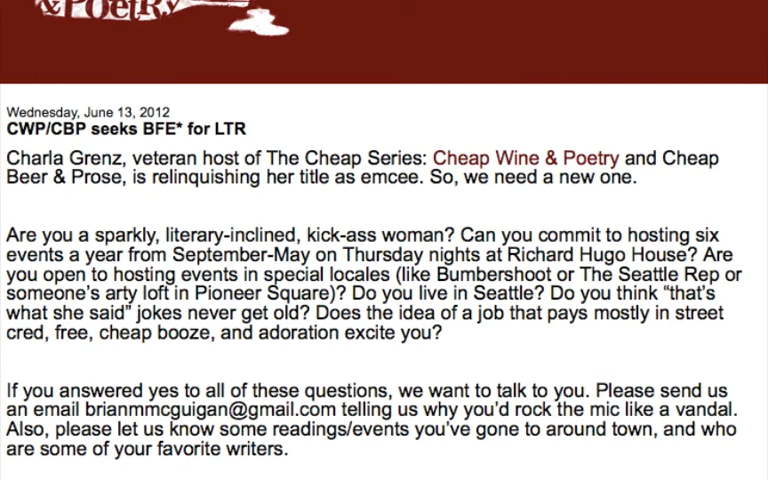 & Poetry
Wednesday, June 13, 2012
CWP/CBP seeks BFE* for LTR
Charla Grenz, veteran host of The Cheap Series: Cheap Wine & Poetry and Cheap
Beer & Prose, is relinquishing her title as emcee. So, we need a new one.
Are you a sparkly, literary-inclined, kick-ass woman? Can you commit to hosting six
events a year from September-May on Thursday nights at Richard Hugo House? Are
you open to hosting events in special locales (like Bumbershoot or The Seattle Rep or
someone's arty loft in Pioneer Square)? Do you live in Seattle? Do you think “that's
what she said” jokes never get old? Does the idea of a job that pays mostly in street
cred, free, cheap booze, and adoration excite you?
If you answered yes to all of these questions, we want to talk to you. Please send us
an email brianmmcguigan@gmail.com telling us why you'd rock the mic like a vandal.
Also, please let us know some readings/events you've gone to around town, and who
are some of your favorite writers.